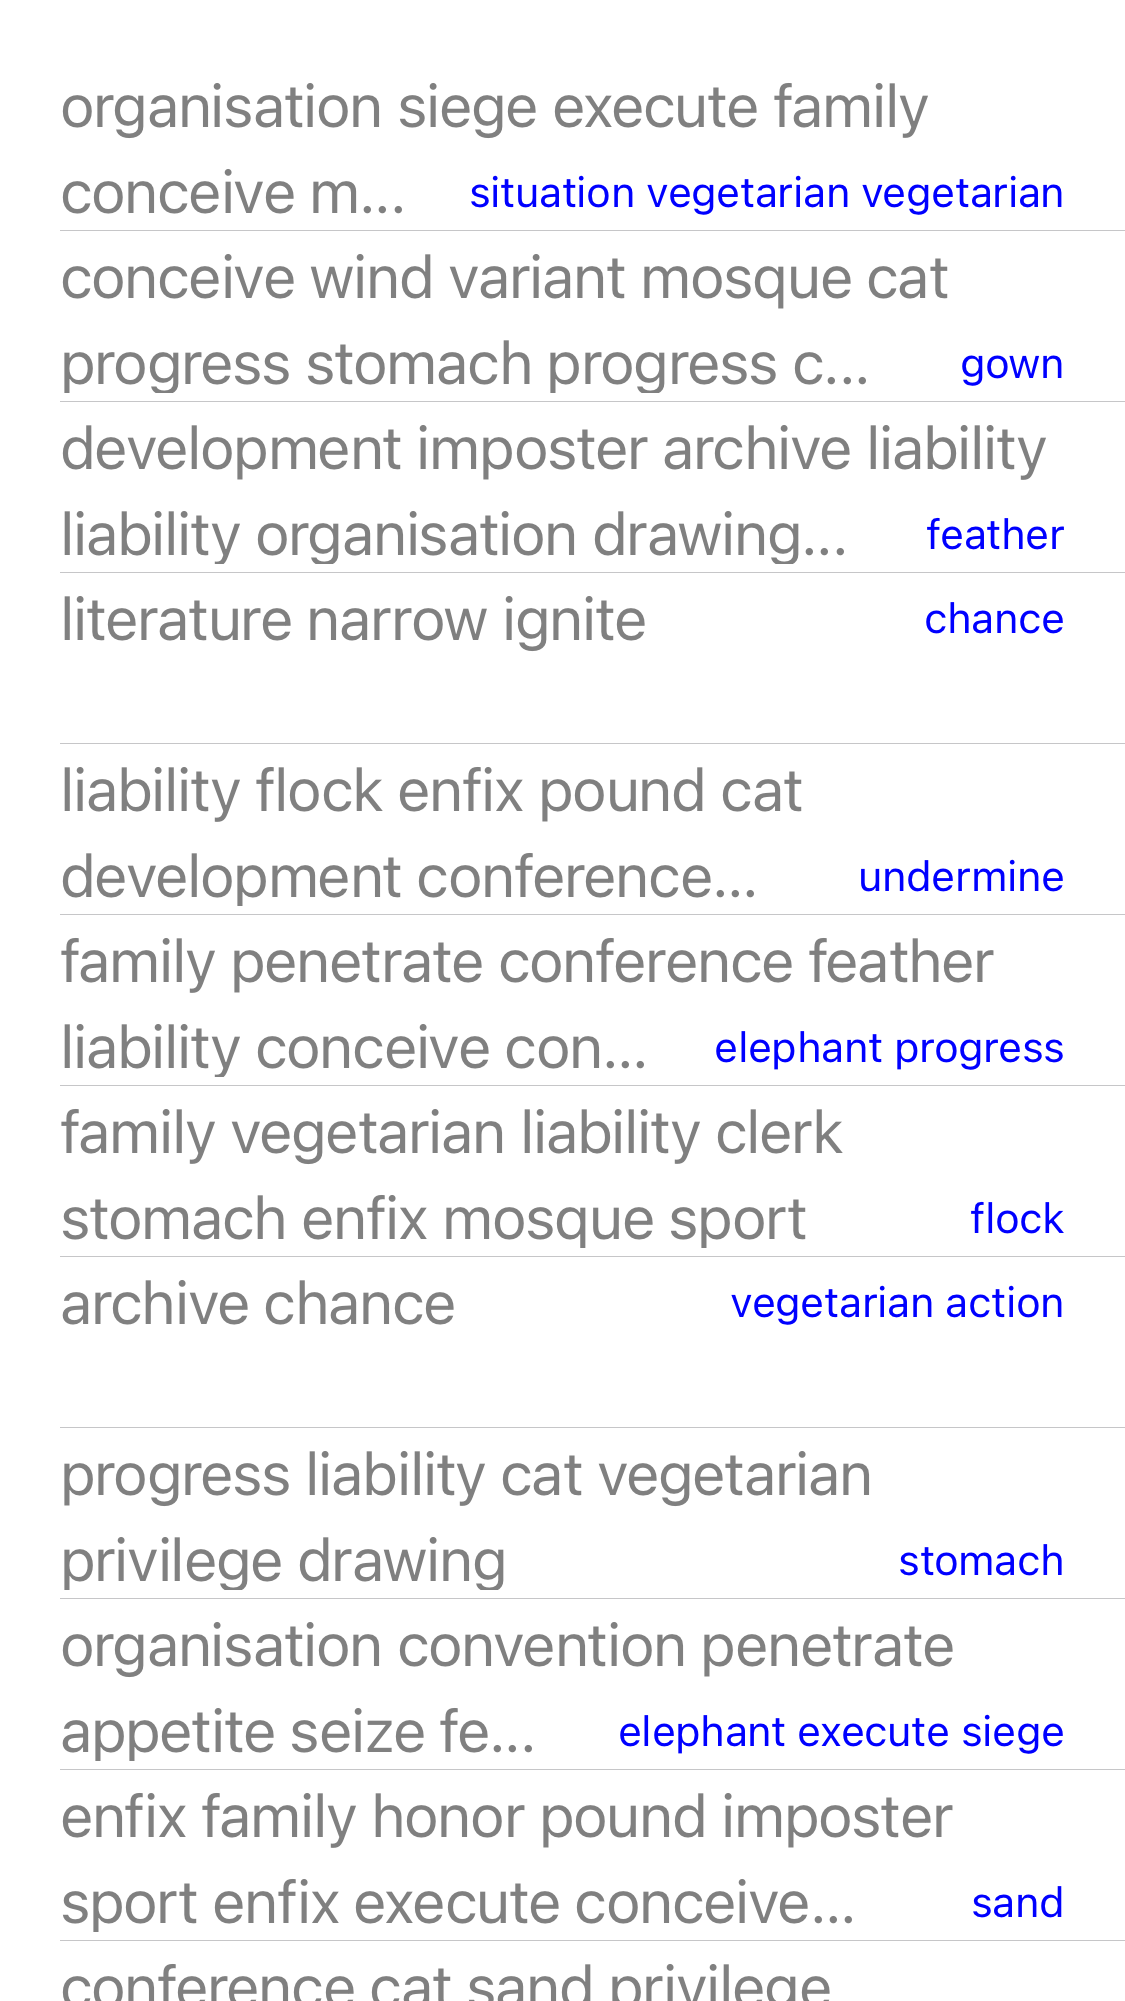 organisation siege execute family
conceive m... situation vegetarian vegetarian
conceive wind variant mosque cat
progress stomach progress c... gown
development imposter archive liability
liability organisation drawing... feather
literature narrow ignite chance
liability flock enfix pound cat
development conference... undermine
family penetrate conference feather
liability conceive con... elephant progress
family vegetarian liability clerk
stomach enfix mosque sport flock
archive chance vegetarian action
progress liability cat vegetarian
privilege drawing stomach
organisation convention penetrate
appetite seize fe... elephant execute siege
enfix family honor pound imposter
sport enfix execute conceive... sand
conference cat sand privilege